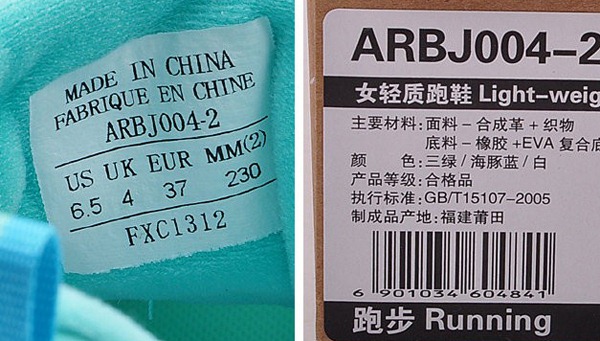 MADE IN CHINA
FABRIQUE EN CHINE
ARBJ004-2
US UK EUR MM(2)
6.5 4 37 230
FXC1312
ARBJ004-2
女轻质跑鞋 Light-weig
主要材料: 面料-合成革+织物
底料-橡胶+EVA 复合底
颜 色: 三绿/海豚蓝/白
产品等级: 合格品
执行标准: GB/T15107-2005
制成品产地: 福建莆田
6 901034 604841
跑步 Running